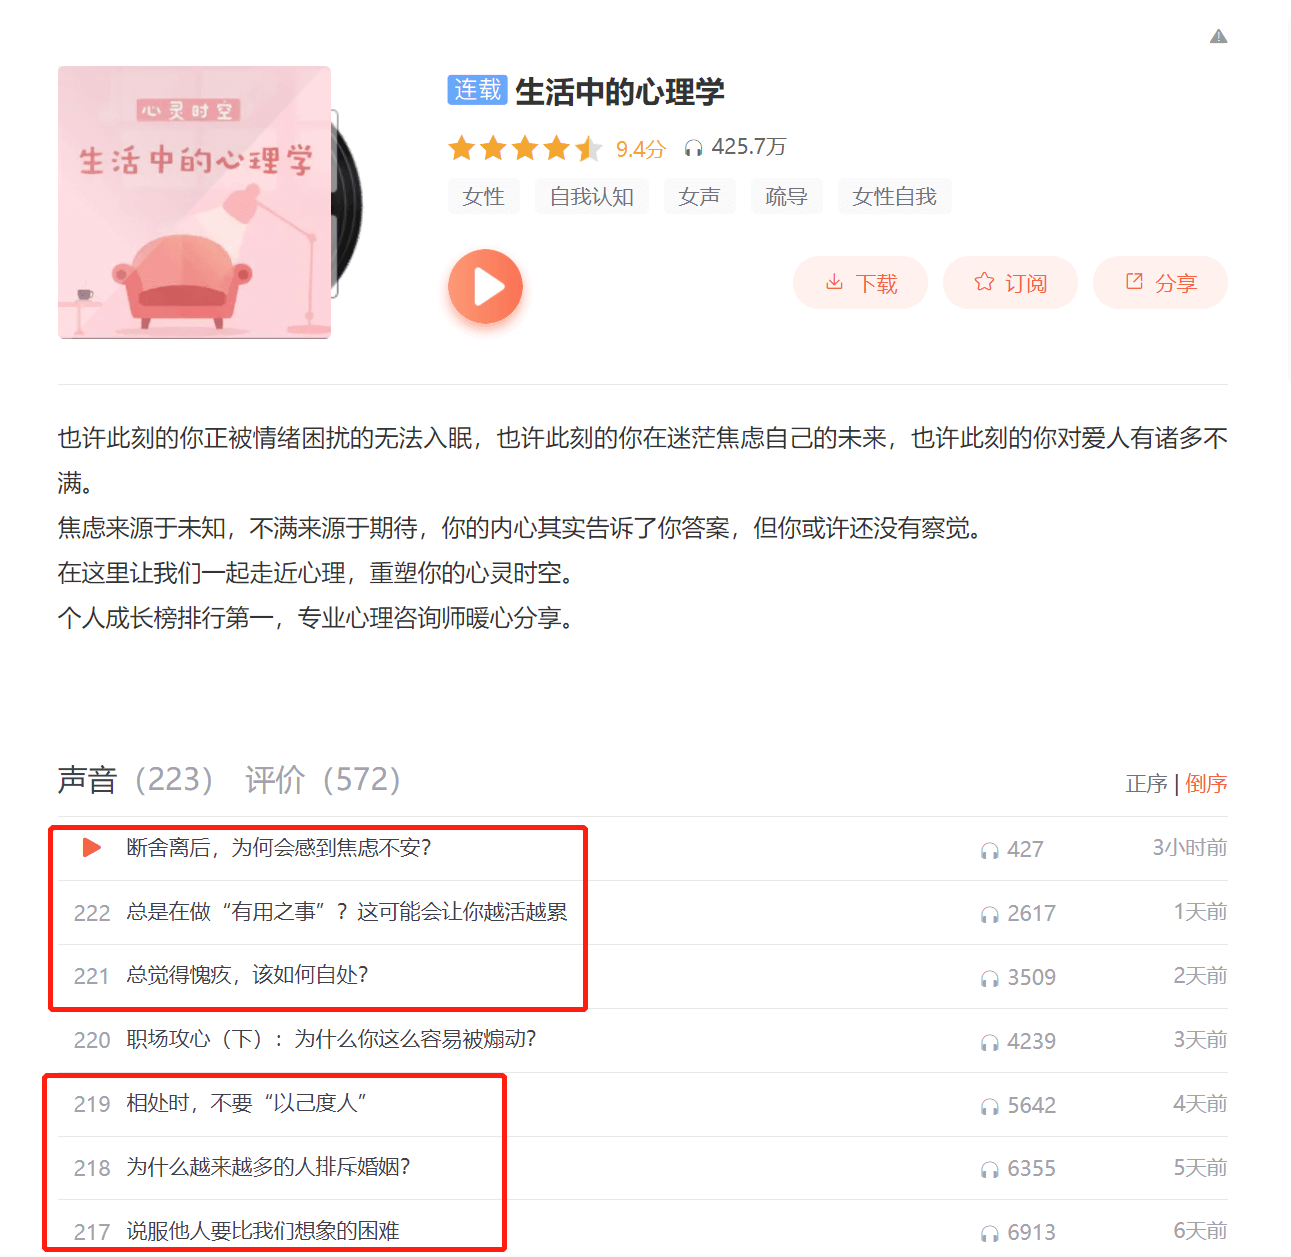 心灵时空
生活中的心理学
连载 生活中的心理学
9.4分 425.7万
女性 自我认知 女声 疏导 女性自我
下载 订阅 分享
也许此刻的你正被情绪困扰的无法入眠，也许此刻的你在迷茫焦虑自己的未来，也许此刻的你对爱人有诸多不
满。
焦虑来源于未知，不满来源于期待，你的内心其实告诉了你答案，但你或许还没有察觉。
在这里让我们一起走近心理，重塑你的心灵时空。
个人成长榜排行第一，专业心理咨询师暖心分享。
声音（223） 评价（572） 正序 | 倒序
断舍离后，为何会感到焦虑不安？ 427 3小时前
222 总是在做“有用之事”？这可能会让你越活越累 2617 1天前
221 总觉得愧疚，该如何自处？ 3509 2天前
220 职场攻心（下）：为什么你这么容易被煽动？ 4239 3天前
219 相处时，不要“以己度人” 5642 4天前
218 为什么越来越多的人排斥婚姻？ 6355 5天前
217 说服他人要比我们想象的困难 6913 6天前